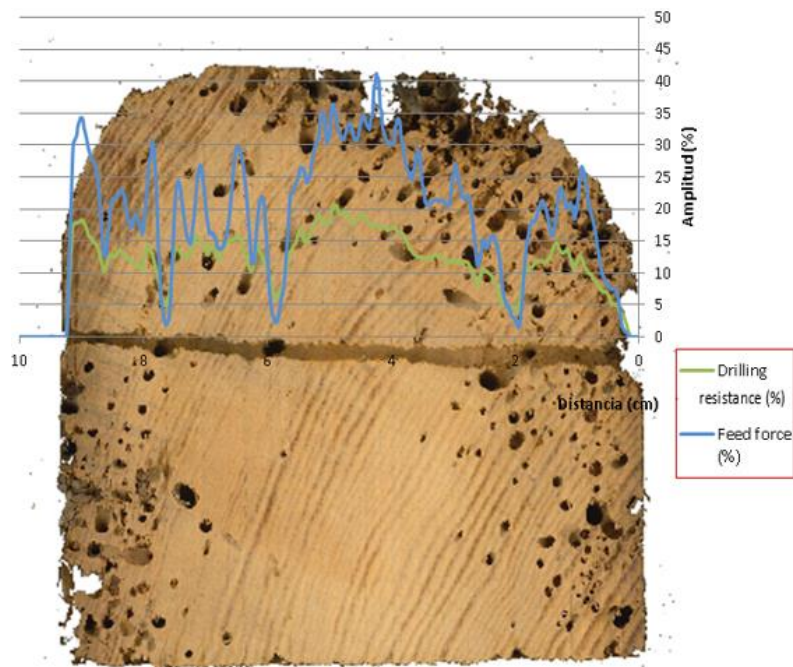 50
45
40
35
30
25
20
15
10
5
0
Amplitud (%)
10 8 6 4 2 0
Distancia (cm)
Drilling
resistance (%)
Feed force
(%)